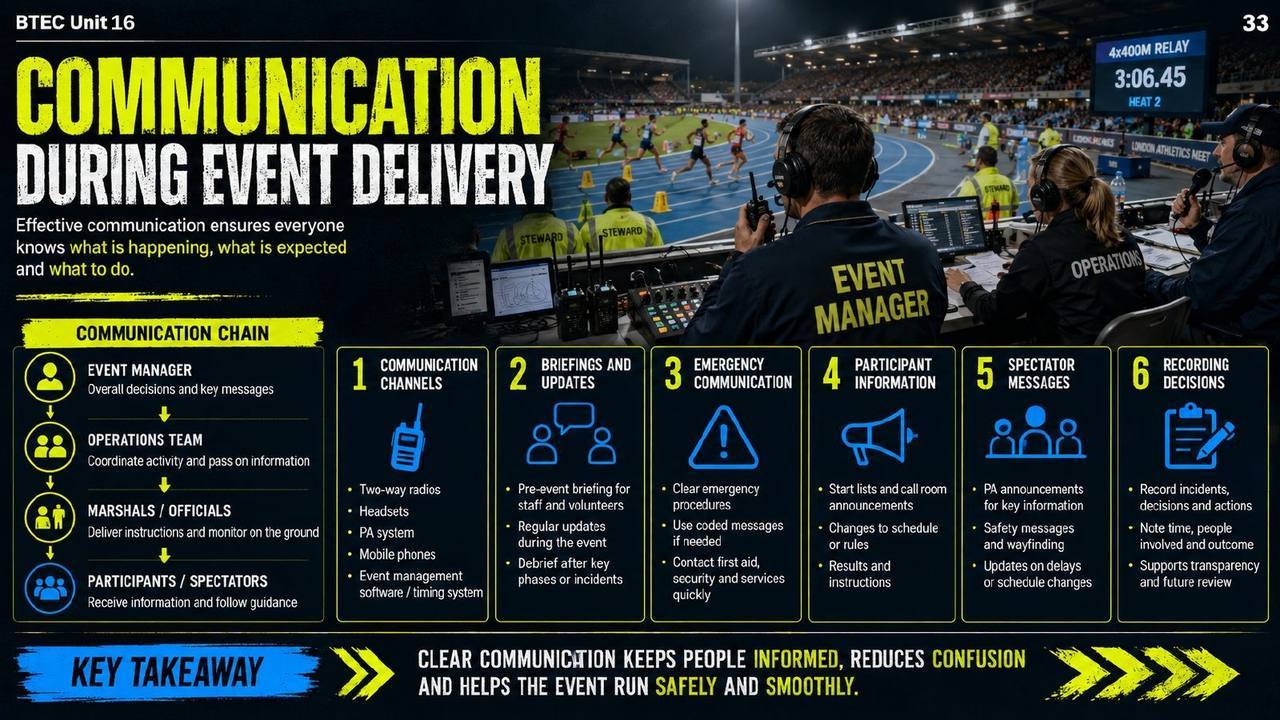 BTEC Unit 16
33
COMMUNICATION
DURING EVENT DELIVERY
Effective communication ensures everyone
knows what is happening, what is expected
and what to do.
4x400M RELAY
3:06.45
HEAT 2
LONDON ATHLETICS MEET
STEWARD
STEWARD
STEWARD
EVENT
MANAGER
OPERATIONS
COMMUNICATION CHAIN
EVENT MANAGER
Overall decisions and key messages
OPERATIONS TEAM
Coordinate activity and pass on information
MARSHALS / OFFICIALS
Deliver instructions and monitor on the ground
PARTICIPANTS / SPECTATORS
Receive information and follow guidance
1 COMMUNICATION
CHANNELS
• Two-way radios
• Headsets
• PA system
• Mobile phones
• Event management
software / timing system
2 BRIEFINGS AND
UPDATES
• Pre-event briefing for
staff and volunteers
• Regular updates
during the event
• Debrief after key
phases or incidents
3 EMERGENCY
COMMUNICATION
• Clear emergency
procedures
• Use coded messages
if needed
• Contact first aid,
security and services
quickly
4 PARTICIPANT
INFORMATION
• Start lists and call room
announcements
• Changes to schedule
or rules
• Results and
instructions
5 SPECTATOR
MESSAGES
• PA announcements
for key information
• Safety messages
and wayfinding
• Updates on delays
or schedule changes
6 RECORDING
DECISIONS
• Record incidents,
decisions and actions
• Note time, people
involved and outcome
• Supports transparency
and future review
KEY TAKEAWAY
CLEAR COMMUNICATION KEEPS PEOPLE INFORMED, REDUCES CONFUSION
AND HELPS THE EVENT RUN SAFELY AND SMOOTHLY.